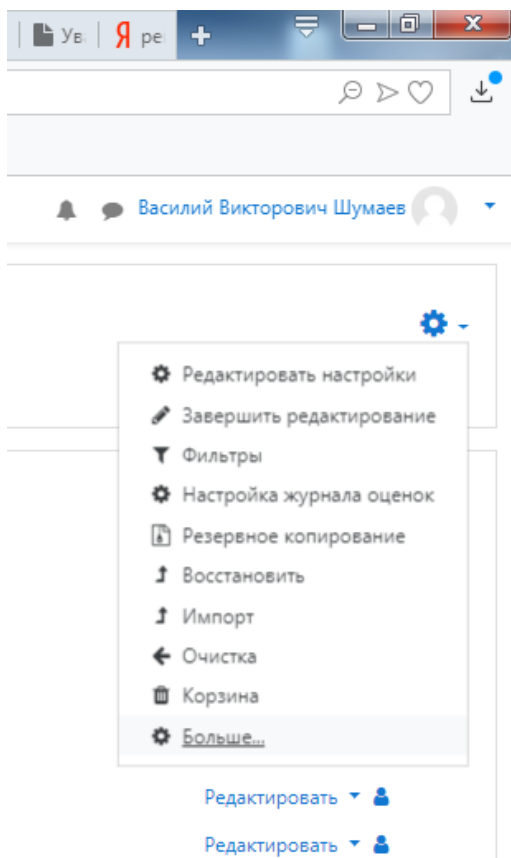 Ув
Я ре
Василий Викторович Шумаев
Редактировать настройки
Завершить редактирование
Фильтры
Настройка журнала оценок
Резервное копирование
Восстановить
Импорт
Очистка
Корзина
Больше...
Редактировать
Редактировать